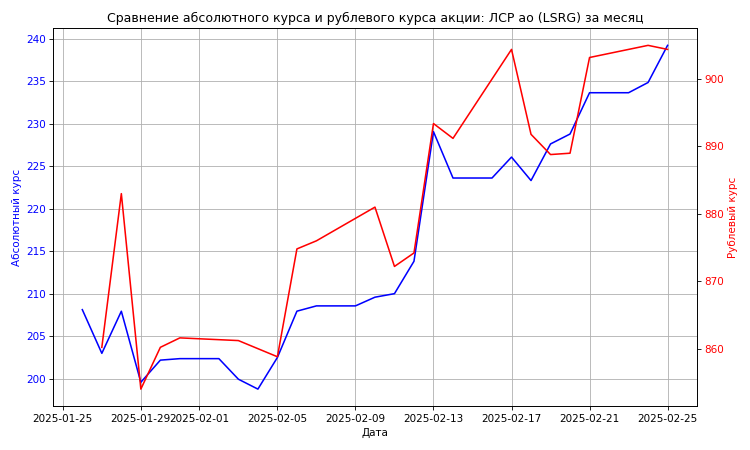 Сравнение абсолютного курса и рублевого курса акции: ЛСР ао (LSRG) за месяц
240
235
230
225
220
215
210
205
200
Абсолютный курс
900
890
880
870
860
Рублевый курс
2025-01-25 2025-01-29 2025-02-01 2025-02-05 2025-02-09 2025-02-13 2025-02-17 2025-02-21 2025-02-25
Дата